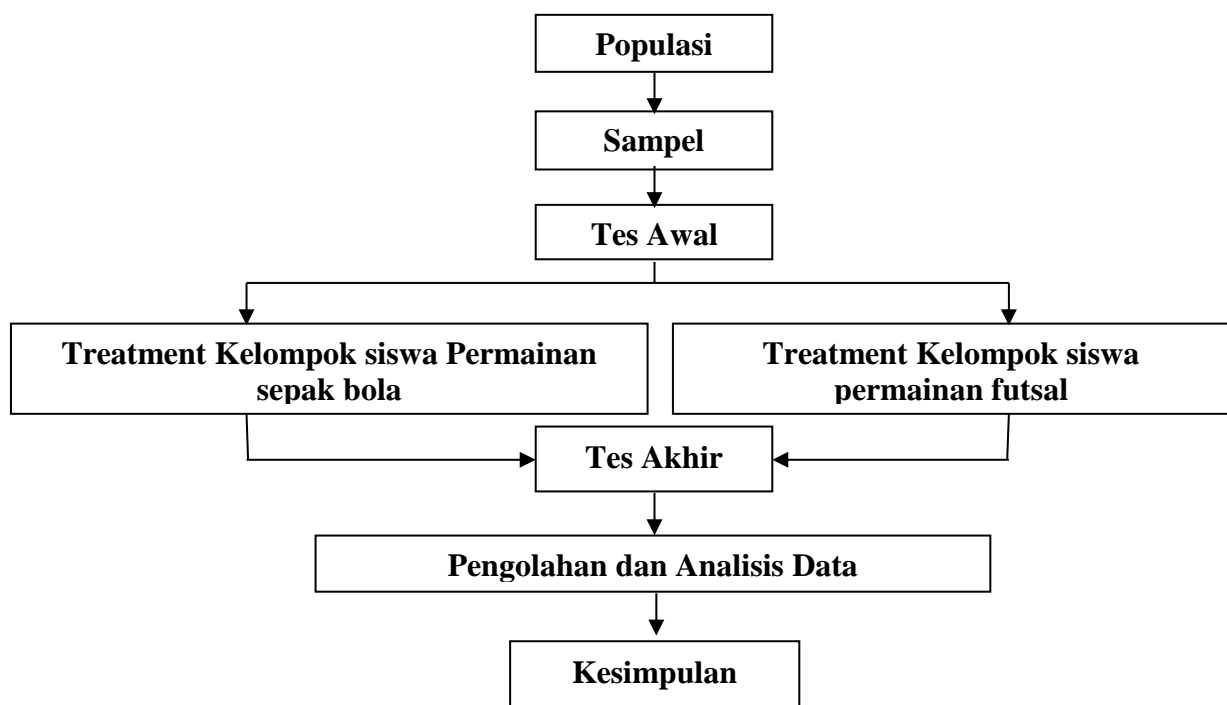 Populasi
Sampel
Tes Awal
Treatment Kelompok siswa Permainan
sepak bola
Treatment Kelompok siswa
permainan futsal
Tes Akhir
Pengolahan dan Analisis Data
Kesimpulan